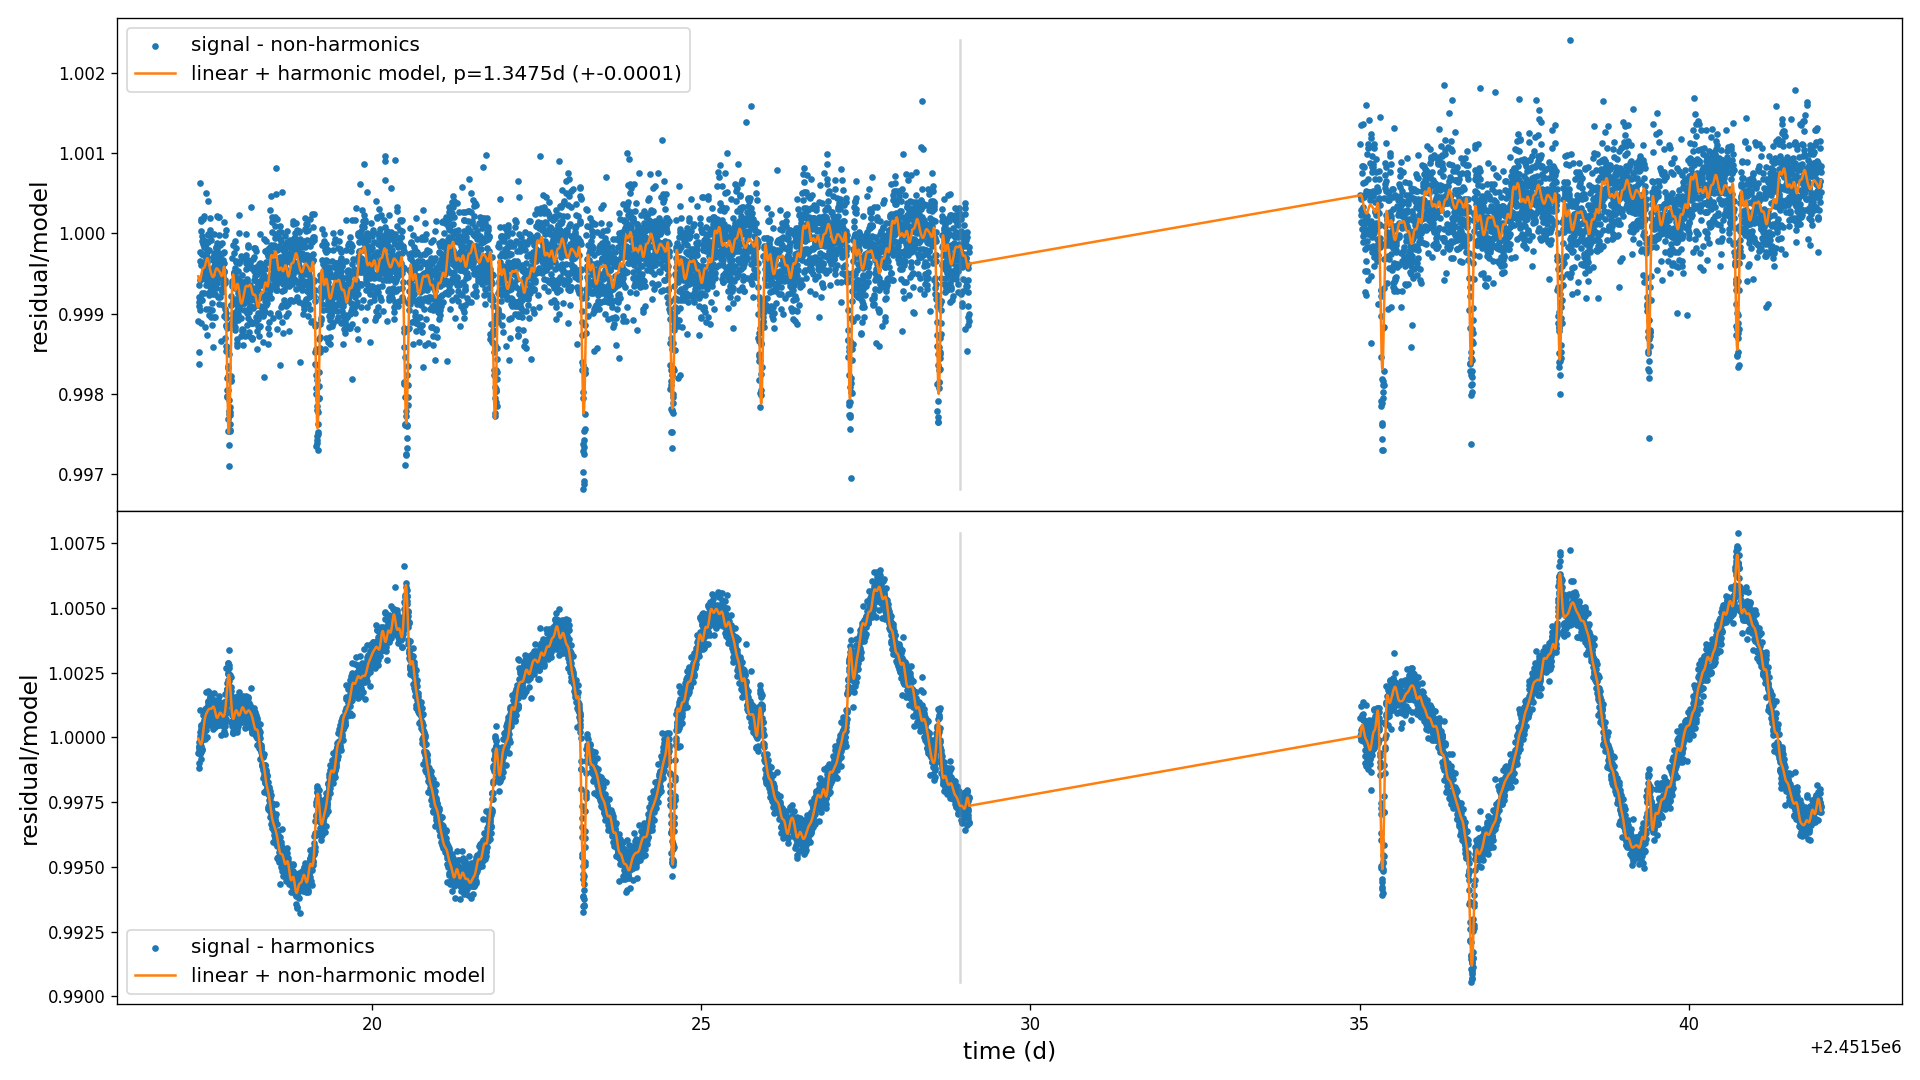 signal - non-harmonics
linear + harmonic model, p=1.3475d (+-0.0001)
1.002
1.001
1.000
0.999
0.998
0.997
residual/model
1.0075
1.0050
1.0025
1.0000
0.9975
0.9950
0.9925
0.9900
residual/model
signal - harmonics
linear + non-harmonic model
20
25
30
35
40
time (d)
+2.4515e6